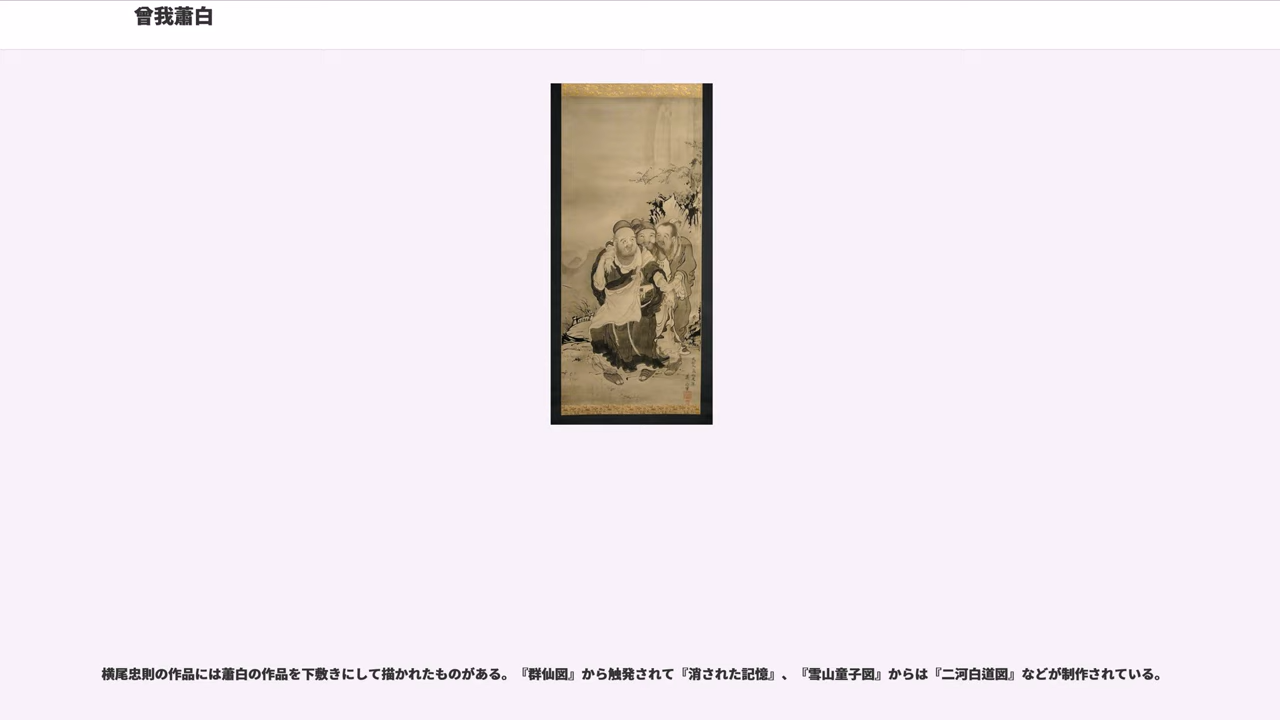 曾我蕭白
横尾忠則の作品には蕭白の作品を下敷きにして描かれたものがある。『群仙図』から触発されて『消された記憶』、『雪山童子図』からは『二河白道図』などが制作されている。